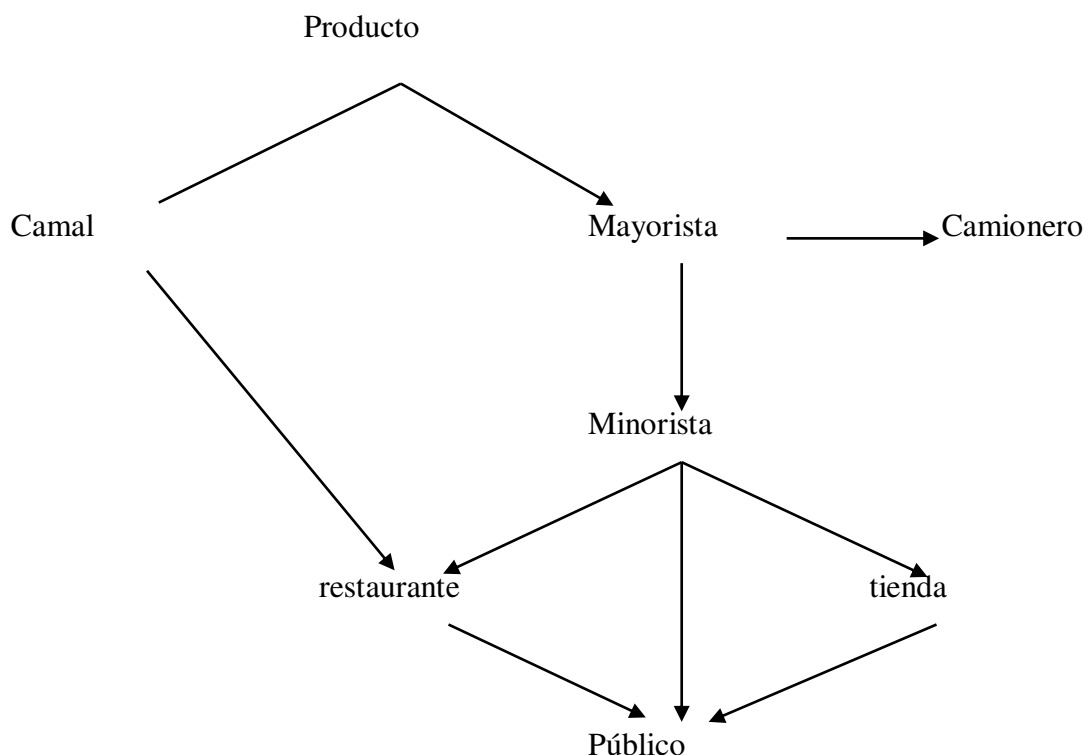 Producto
Camal
Mayorista
Camionero
Minorista
restaurante
tienda
Público